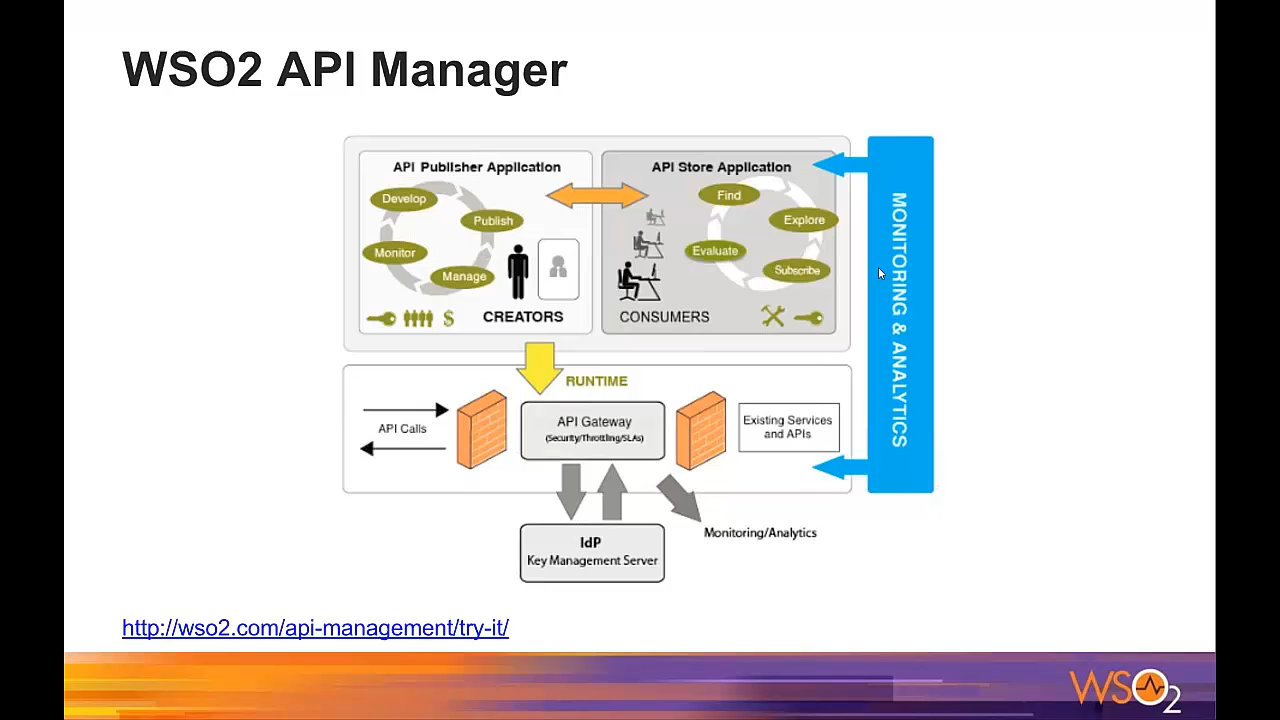 WSO2 API Manager
API Publisher Application
Develop
Publish
Monitor
Manage
$
CREATORS
API Store Application
Find
Explore
Evaluate
Subscribe
CONSUMERS
MONITORING & ANALYTICS
RUNTIME
API Calls
API Gateway
(Security/Throttling/SLAs)
Existing Services
and APIs
IdP
Key Management Server
Monitoring/Analytics
http://wso2.com/api-management/try-it/
WSO2